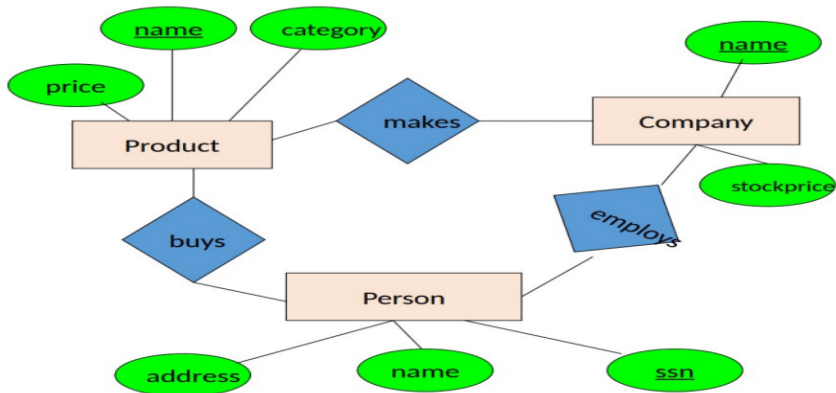 name
category
name
price
makes
Company
Product
stockprice
employs
buys
Person
address
name
ssn